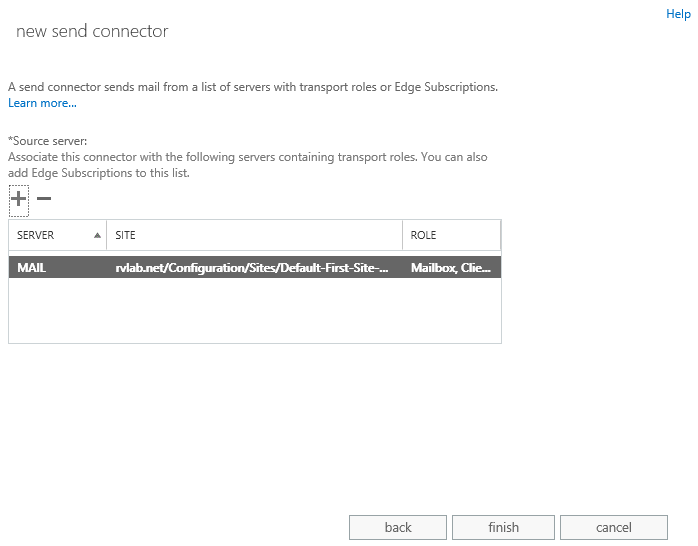 Help
new send connector
A send connector sends mail from a list of servers with transport roles or Edge Subscriptions.
Learn more...
*Source server:
Associate this connector with the following servers containing transport roles. You can also
add Edge Subscriptions to this list.
SERVER SITE ROLE
MAIL rvlab.net/Configuration/Sites/Default-First-Site-... Mailbox, Clie...
back finish cancel